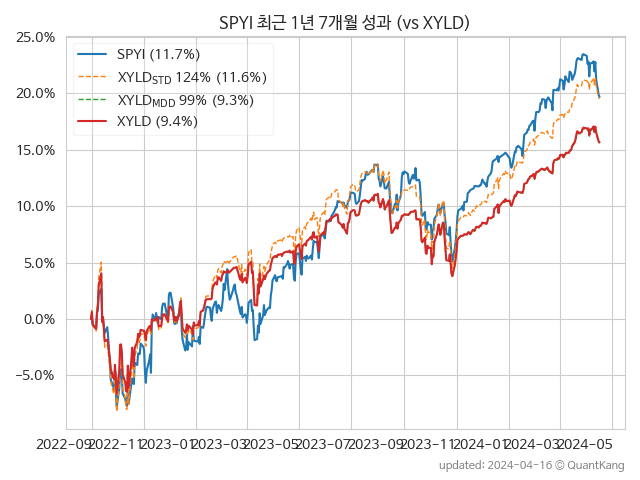 SPYI 최근 1년 7개월 성과 (vs XYLD)
25.0%
20.0%
15.0%
10.0%
5.0%
0.0%
−5.0%
SPYI (11.7%)
XYLDSTD 124% (11.6%)
XYLDMDD 99% (9.3%)
XYLD (9.4%)
2022-09 2022-11 2023-01 2023-03 2023-05 2023-07 2023-09 2023-11 2024-01 2024-03 2024-05
updated: 2024-04-16 © QuantKang